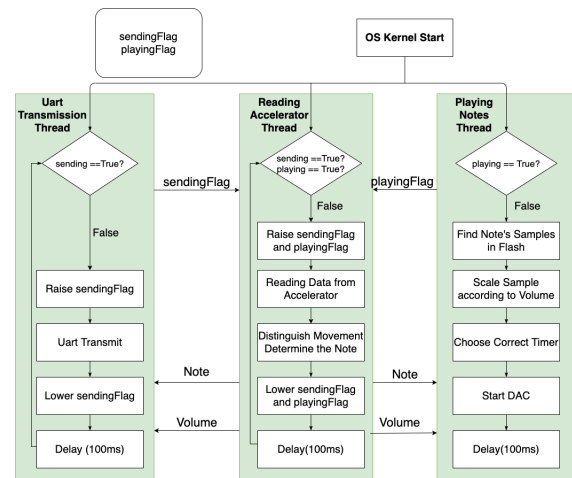 sendingFlag
playingFlag
OS Kernel Start
Uart
Transmission
Thread
sending ==True?
False
Raise sendingFlag
Uart Transmit
Lower sendingFlag
Delay (100ms)
sendingFlag
Note
Volume
Reading
Accelerator
Thread
sending ==True?
playing == True?
False
Raise sendingFlag
and playingFlag
Reading Data from
Accelerator
Distinguish Movement
Determine the Note
Lower sendingFlag
and playingFlag
Delay(100ms)
playingFlag
Note
Volume
Playing
Notes
Thread
playing == True?
False
Find Note's Samples
in Flash
Scale Sample
according to Volume
Choose Correct Timer
Start DAC
Delay(100ms)